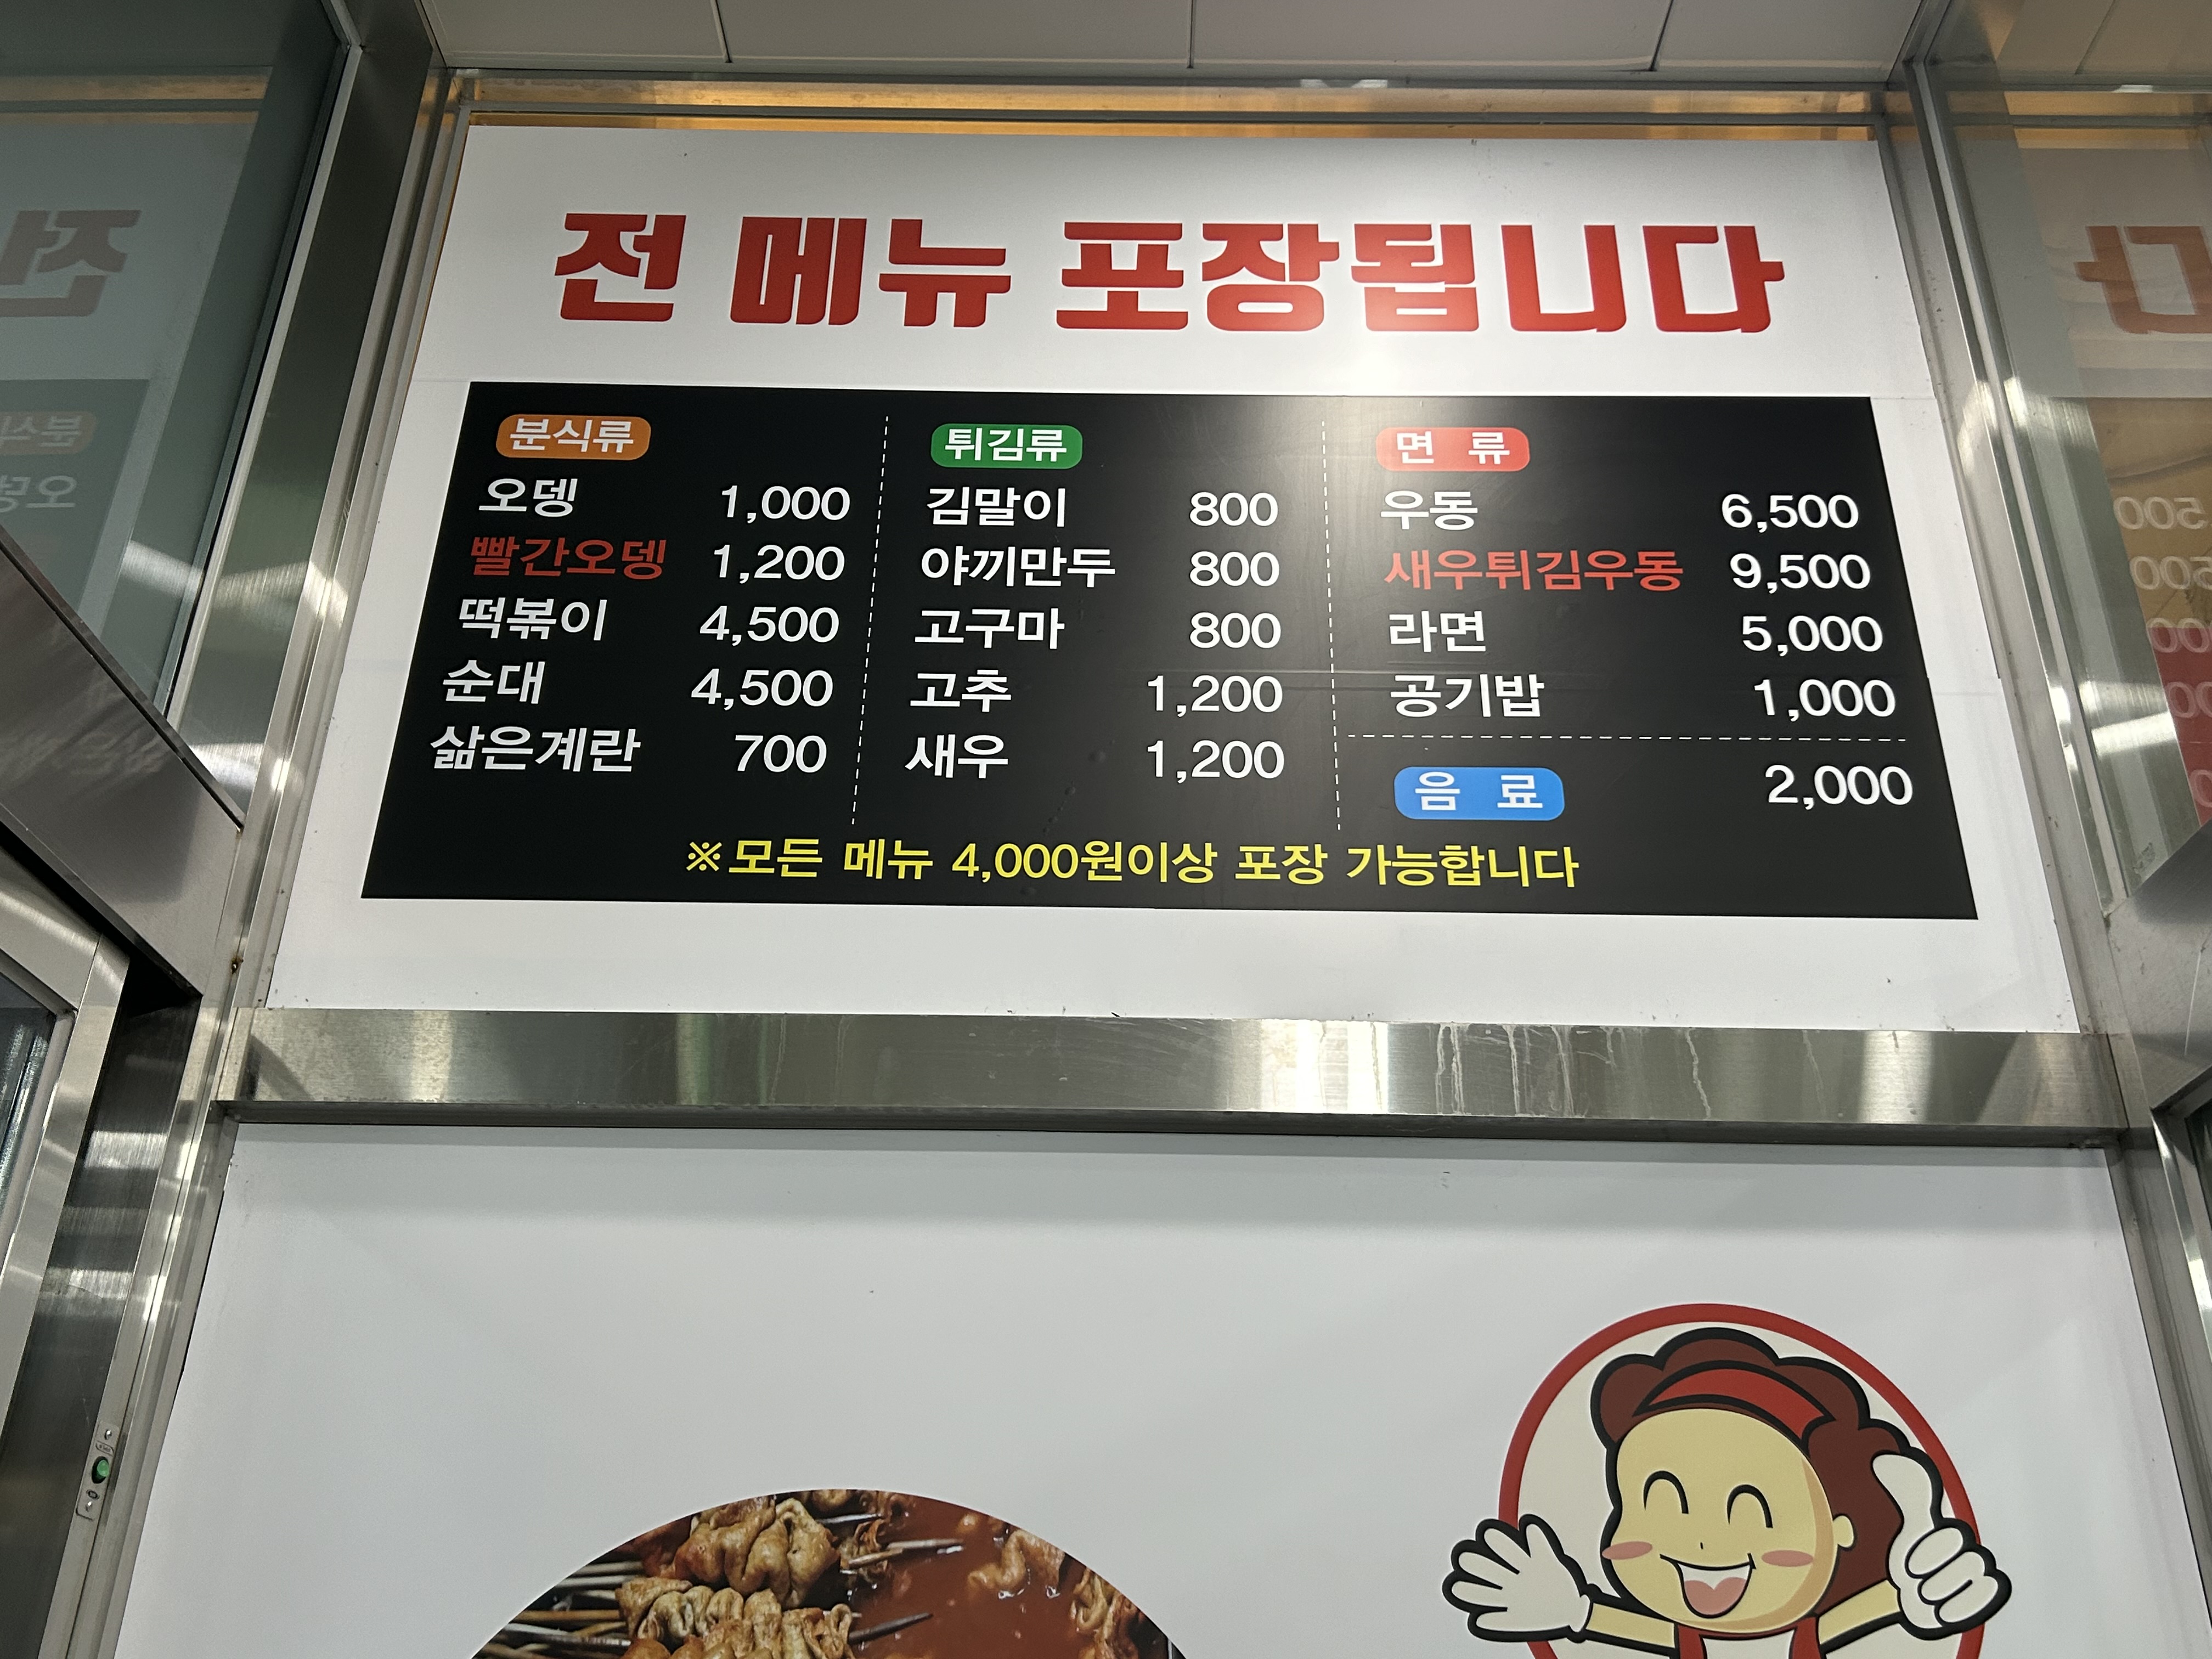 전 메뉴 포장됩니다
분식류
오뎅 1,000
빨간오뎅 1,200
떡볶이 4,500
순대 4,500
삶은계란 700
튀김류
김말이 800
야끼만두 800
고구마 800
고추 1,200
새우 1,200
면 류
우동 6,500
새우튀김우동 9,500
라면 5,000
공기밥 1,000
음 료 2,000
※모든 메뉴 4,000원이상 포장 가능합니다